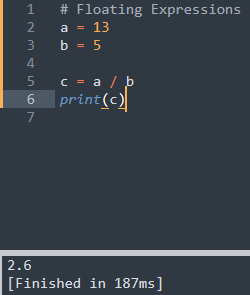 1 # Floating Expressions
2 a = 13
3 b = 5
4
5 c = a / b
6 print(c)
7
2.6
[Finished in 187ms]